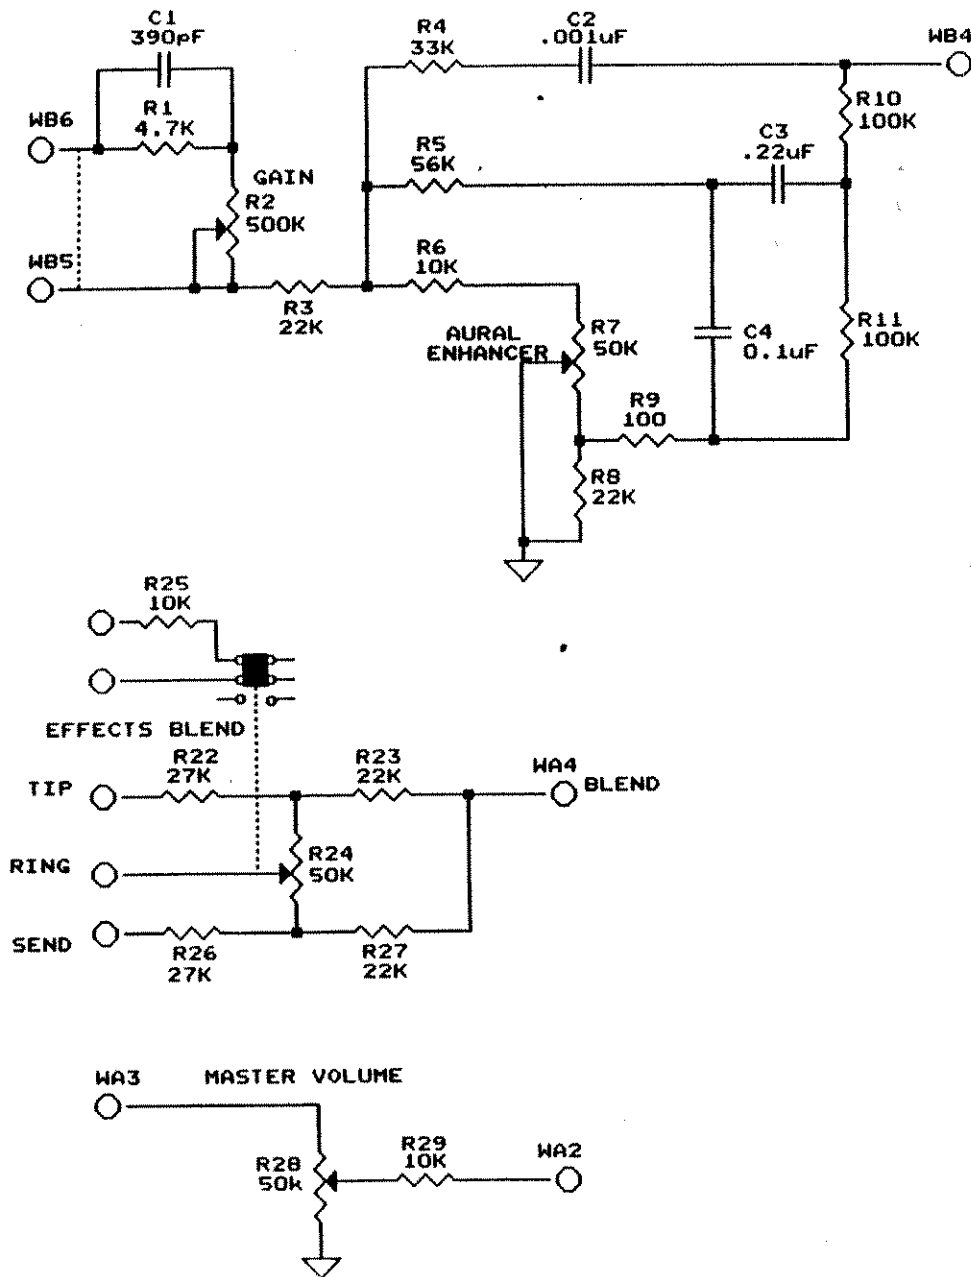 C1
390pF
R1
4.7K
WB6
GAIN
R2
500K
WB5
R3
22K
R4
33K
C2
.001uF
WB4
R10
100K
C3
.22uF
R5
56K
R6
10K
AURAL
ENHANCER
R7
50K
C4
0.1uF
R11
100K
R9
100
R8
22K
R25
10K
EFFECTS BLEND
R22
27K
R23
22K
TIP
WA4
BLEND
RING
R24
50K
SEND
R26
27K
R27
22K
WA3
MASTER VOLUME
R28
50k
R29
10K
WA2